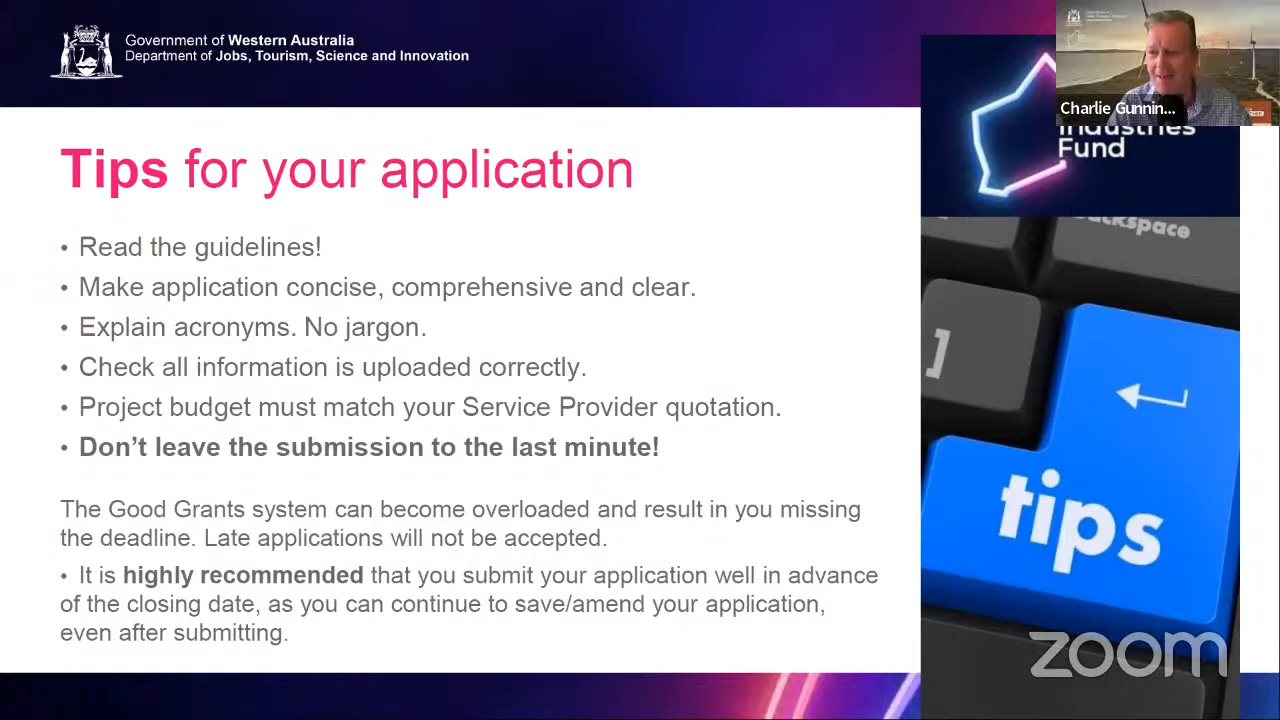 Government of Western Australia
Department of Jobs, Tourism, Science and Innovation
Charlie Gunnin...
Industries
Fund
Tips for your application
• Read the guidelines!
• Make application concise, comprehensive and clear.
• Explain acronyms. No jargon.
• Check all information is uploaded correctly.
• Project budget must match your Service Provider quotation.
• Don’t leave the submission to the last minute!
The Good Grants system can become overloaded and result in you missing
the deadline. Late applications will not be accepted.
• It is highly recommended that you submit your application well in advance
of the closing date, as you can continue to save/amend your application,
even after submitting.
backspace
]
tips
zoom